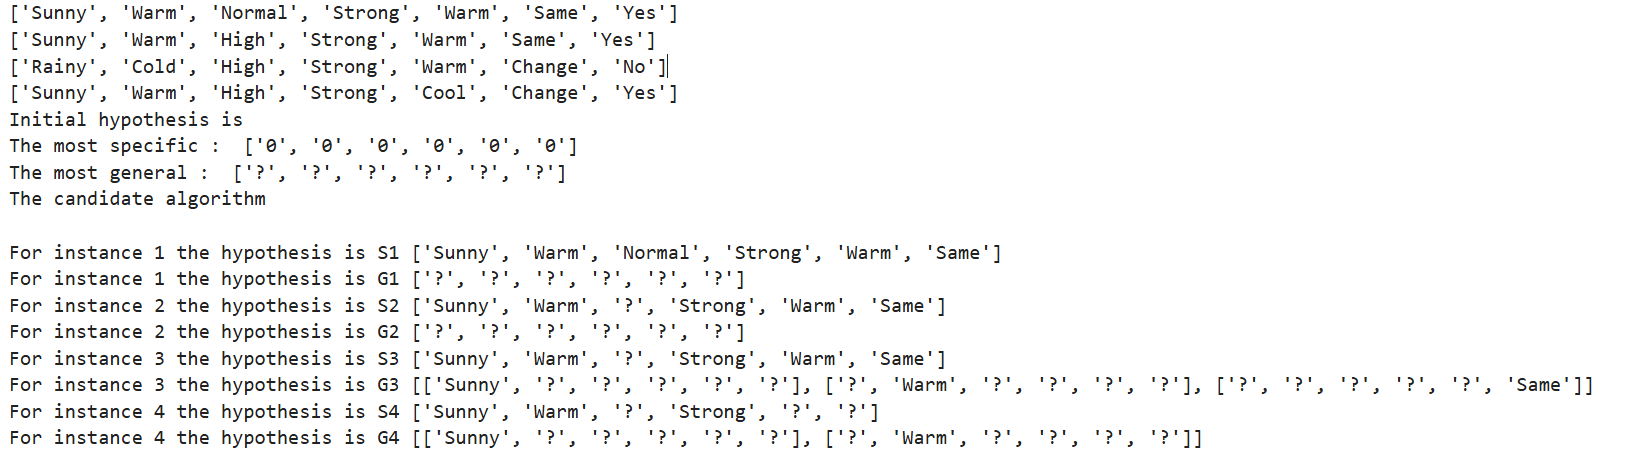 ['Sunny', 'Warm', 'Normal', 'Strong', 'Warm', 'Same', 'Yes']
['Sunny', 'Warm', 'High', 'Strong', 'Warm', 'Same', 'Yes']
['Rainy', 'Cold', 'High', 'Strong', 'Warm', 'Change', 'No']
['Sunny', 'Warm', 'High', 'Strong', 'Cool', 'Change', 'Yes']
Initial hypothesis is
The most specific :  ['0', '0', '0', '0', '0', '0']
The most general :  ['?', '?', '?', '?', '?', '?']
The candidate algorithm
For instance 1 the hypothesis is S1 ['Sunny', 'Warm', 'Normal', 'Strong', 'Warm', 'Same']
For instance 1 the hypothesis is G1 ['?', '?', '?', '?', '?', '?']
For instance 2 the hypothesis is S2 ['Sunny', 'Warm', '?', 'Strong', 'Warm', 'Same']
For instance 2 the hypothesis is G2 ['?', '?', '?', '?', '?', '?']
For instance 3 the hypothesis is S3 ['Sunny', 'Warm', '?', 'Strong', 'Warm', 'Same']
For instance 3 the hypothesis is G3 [['Sunny', '?', '?', '?', '?', '?'], ['?', 'Warm', '?', '?', '?', '?'], ['?', '?', '?', '?', '?', 'Same']]
For instance 4 the hypothesis is S4 ['Sunny', 'Warm', '?', 'Strong', '?', '?']
For instance 4 the hypothesis is G4 [['Sunny', '?', '?', '?', '?', '?'], ['?', 'Warm', '?', '?', '?', '?']]